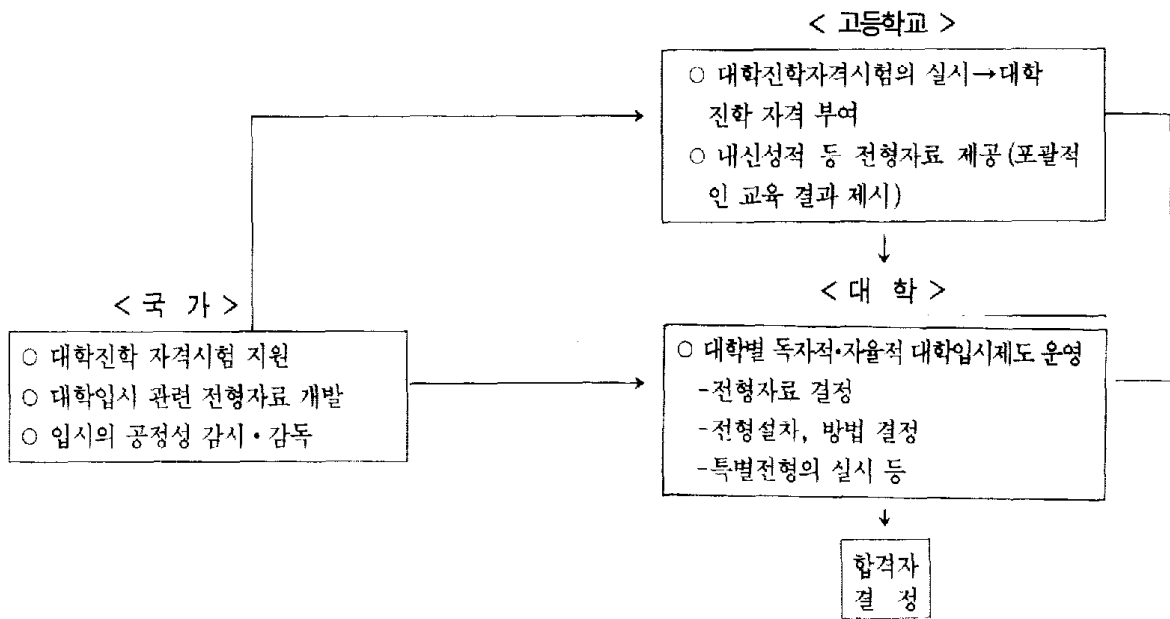 < 고등학교 >
○ 대학진학자격시험의 실시→대학
진학 자격 부여
○ 내신성적 등 전형자료 제공(포괄적
인 교육 결과 제시)
< 국 가 >
○ 대학진학 자격시험 지원
○ 대학입시 관련 전형자료 개발
○ 입시의 공정성 감시·감독
< 대 학 >
○ 대학별 독자적·자율적 대학입시제도 운영
-전형자료 결정
-전형설차, 방법 결정
-특별전형의 실시 등
합격자
결 정